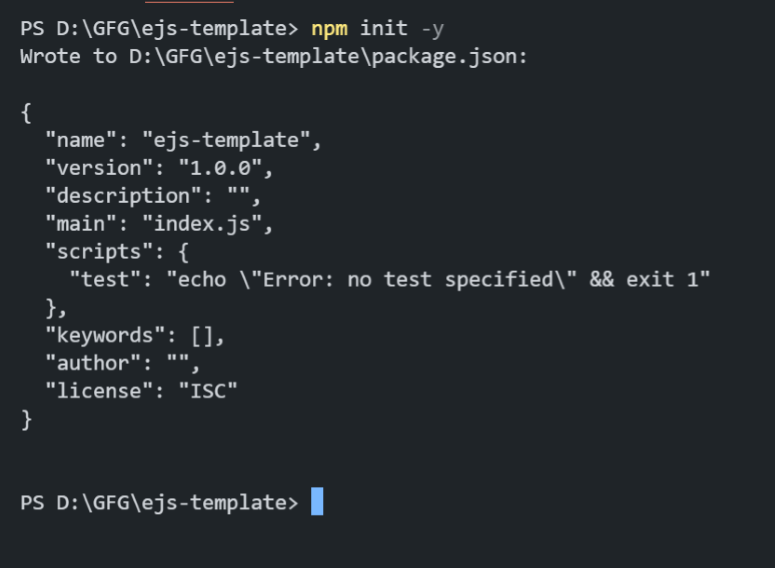 PS D:\GFG\ejs-template> npm init -y
Wrote to D:\GFG\ejs-template\package.json:

{
  "name": "ejs-template",
  "version": "1.0.0",
  "description": "",
  "main": "index.js",
  "scripts": {
    "test": "echo \"Error: no test specified\" && exit 1"
  },
  "keywords": [],
  "author": "",
  "license": "ISC"
}

PS D:\GFG\ejs-template>